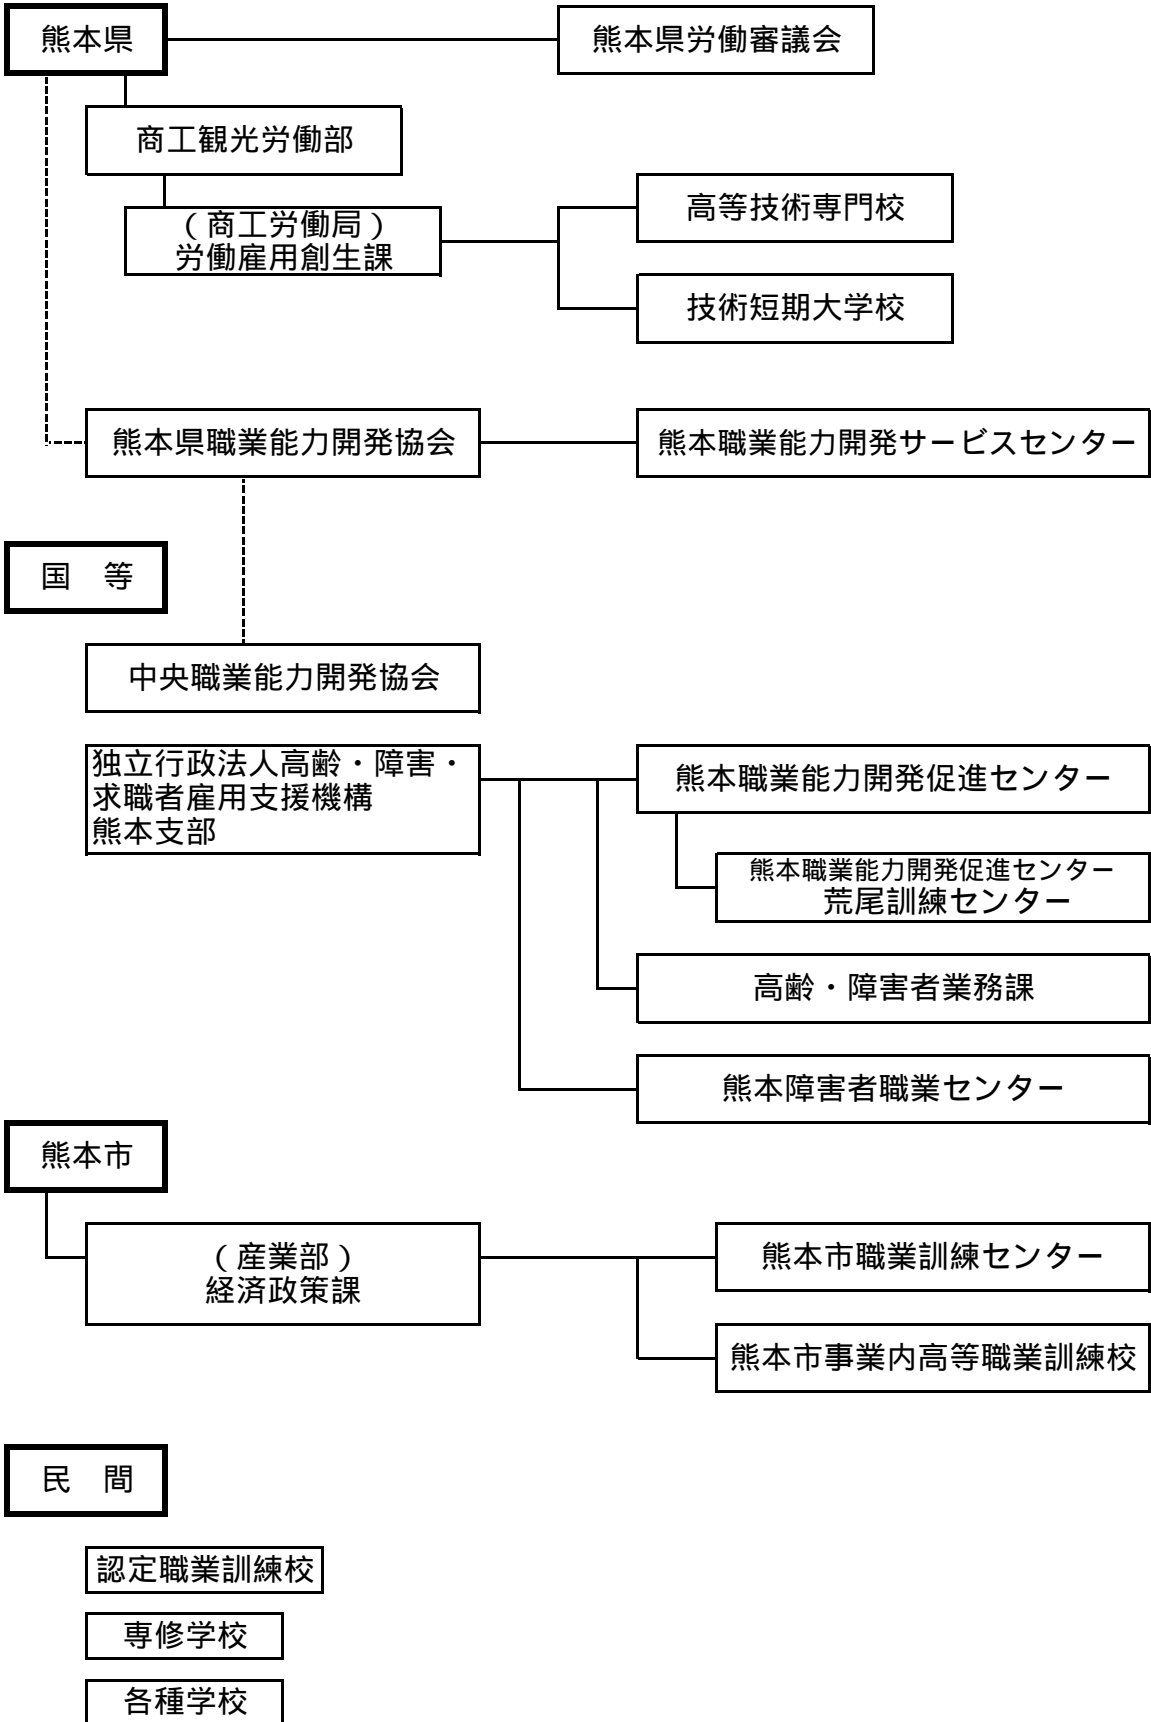 熊本県
熊本県労働審議会
商工観光労働部
（商工労働局）
労働雇用創生課
高等技術専門校
技術短期大学校
熊本県職業能力開発協会
熊本職業能力開発サービスセンター
国　等
中央職業能力開発協会
独立行政法人高齢・障害・
求職者雇用支援機構
熊本支部
熊本職業能力開発促進センター
熊本職業能力開発促進センター
荒尾訓練センター
高齢・障害者業務課
熊本障害者職業センター
熊本市
（産業部）
経済政策課
熊本市職業訓練センター
熊本市事業内高等職業訓練校
民　間
認定職業訓練校
専修学校
各種学校